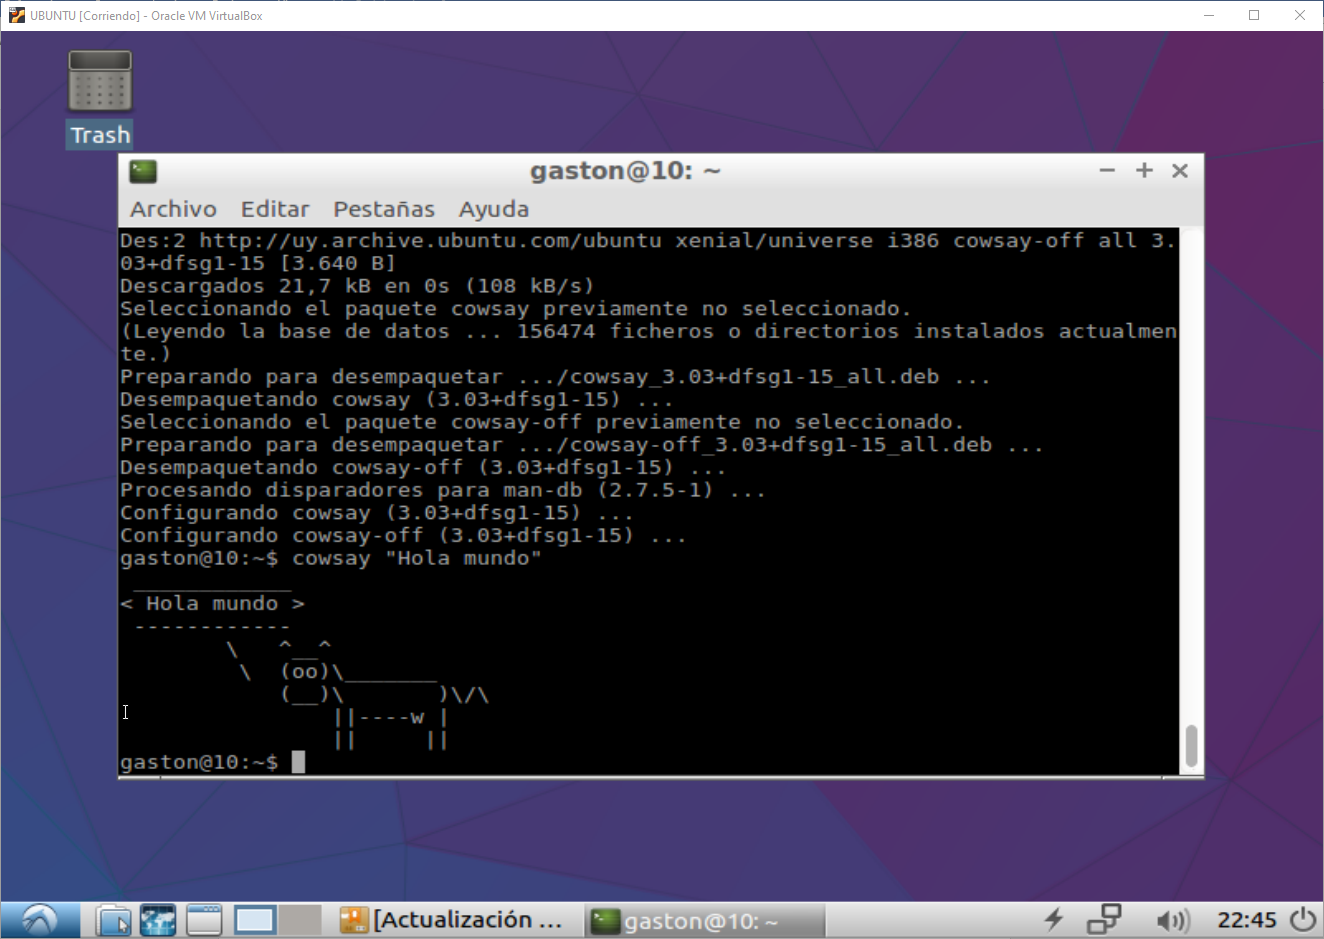 UBUNTU [Corriendo] - Oracle VM VirtualBox
Trash
gaston@10: ~
Archivo Editar Pestañas Ayuda
Des:2 http://uy.archive.ubuntu.com/ubuntu xenial/universe i386 cowsay-off all 3.
03+dfsg1-15 [3.640 B]
Descargados 21,7 kB en 0s (108 kB/s)
Seleccionando el paquete cowsay previamente no seleccionado.
(Leyendo la base de datos ... 156474 ficheros o directorios instalados actualmen
te.)
Preparando para desempaquetar .../cowsay_3.03+dfsg1-15_all.deb ...
Desempaquetando cowsay (3.03+dfsg1-15) ...
Seleccionando el paquete cowsay-off previamente no seleccionado.
Preparando para desempaquetar .../cowsay-off_3.03+dfsg1-15_all.deb ...
Desempaquetando cowsay-off (3.03+dfsg1-15) ...
Procesando disparadores para man-db (2.7.5-1) ...
Configurando cowsay (3.03+dfsg1-15) ...
Configurando cowsay-off (3.03+dfsg1-15) ...
gaston@10:~$ cowsay "Hola mundo"
 ____________
< Hola mundo >
 ------------
        \   ^__^
         \  (oo)\_______
            (__)\       )\/\
                ||----w |
                ||     ||
gaston@10:~$
[Actualización ...
gaston@10: ~
22:45